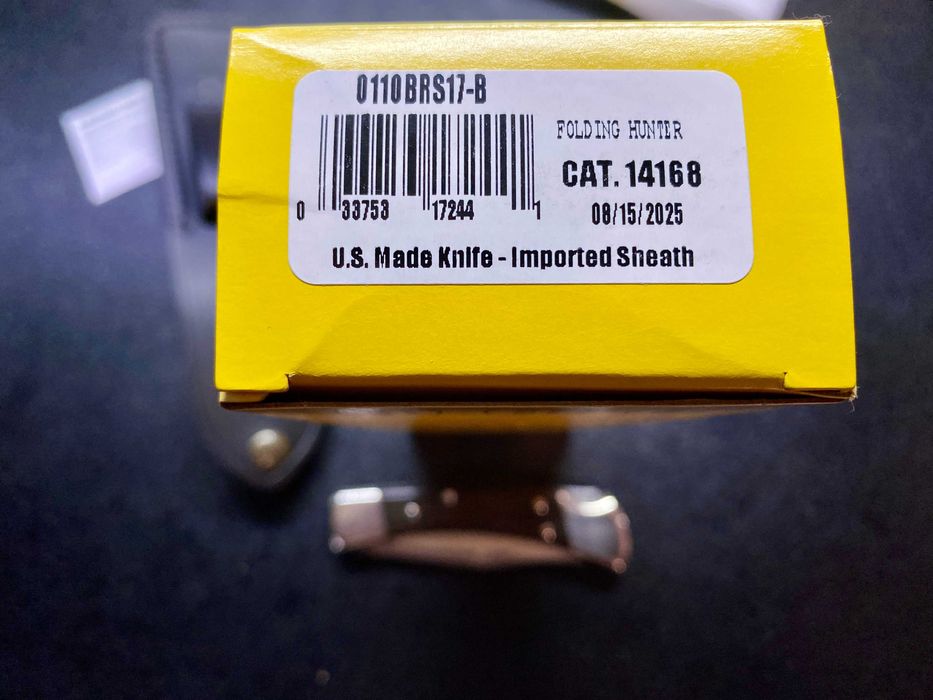 0110BRS17-B
FOLDING HUNTER
CAT. 14168
0 33753 17244 1
08/15/2025
U.S. Made Knife - Imported Sheath